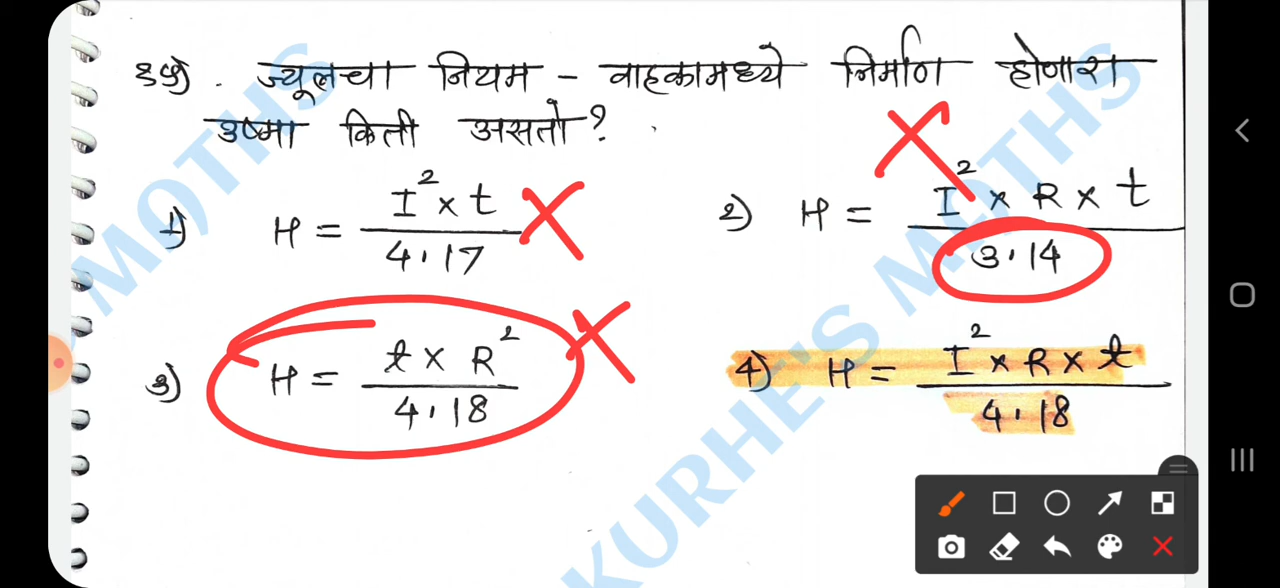 ३५) . ज्यूलचा नियम - वाहकामध्ये निर्माण होणारा
उष्मा किती असतो?
1) H = I² × t / 4.17
2) H = I² × R × t / 3.14
3) H = t × R² / 4.18
4) H = I² × R × t / 4.18
KURHE'S MATHS
MATHS